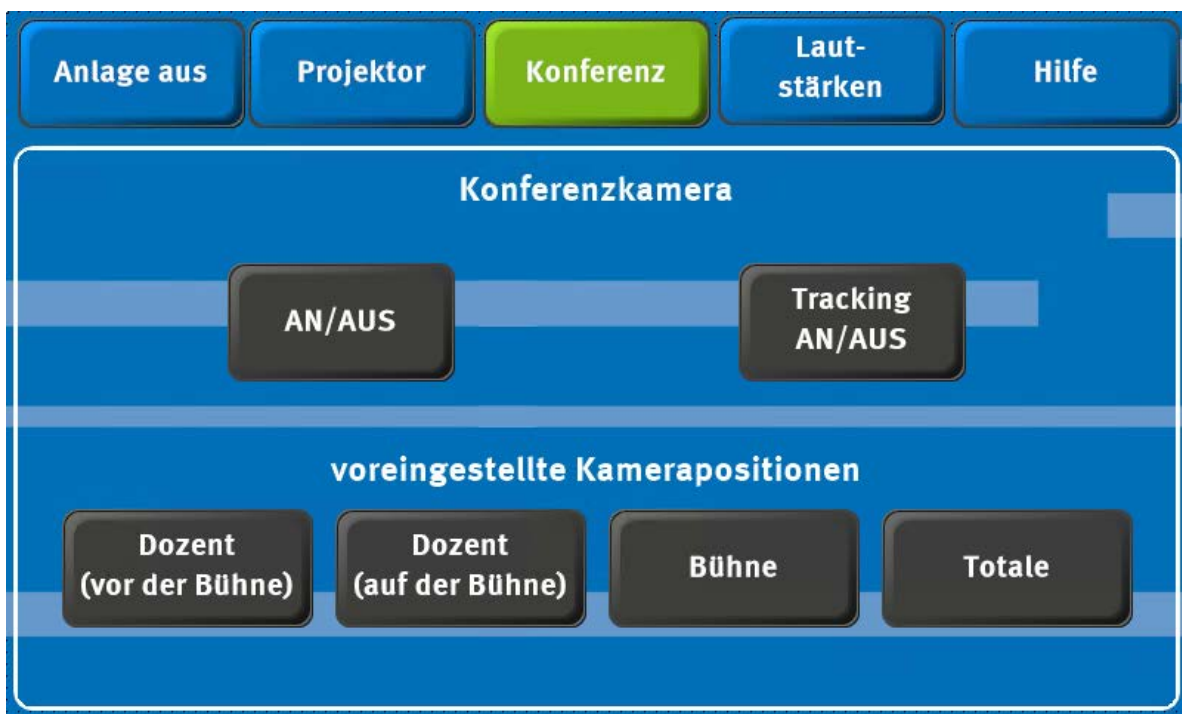 Anlage aus
Projektor
Konferenz
Laut-
stärken
Hilfe
Konferenzkamera
AN/AUS
Tracking
AN/AUS
voreingestellte Kamerapositionen
Dozent
(vor der Bühne)
Dozent
(auf der Bühne)
Bühne
Totale